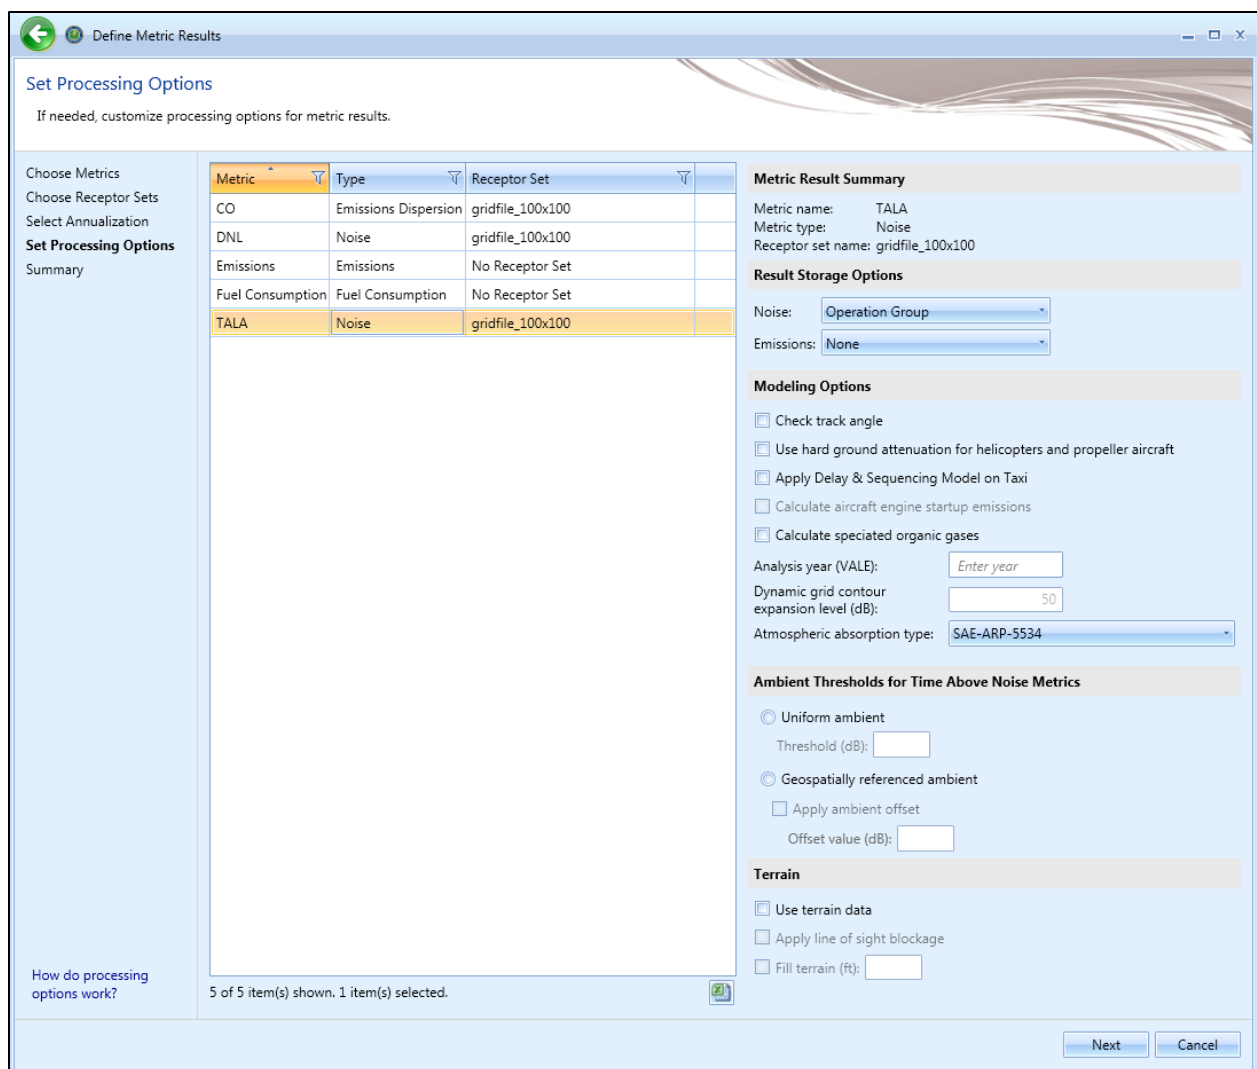 Define Metric Results
Set Processing Options
If needed, customize processing options for metric results.
Choose Metrics
Choose Receptor Sets
Select Annualization
Set Processing Options
Summary
How do processing
options work?
Metric Type Receptor Set
CO Emissions Dispersion gridfile_100x100
DNL Noise gridfile_100x100
Emissions Emissions No Receptor Set
Fuel Consumption Fuel Consumption No Receptor Set
TALA Noise gridfile_100x100
5 of 5 item(s) shown. 1 item(s) selected.
Metric Result Summary
Metric name: TALA
Metric type: Noise
Receptor set name: gridfile_100x100
Result Storage Options
Noise: Operation Group
Emissions: None
Modeling Options
Check track angle
Use hard ground attenuation for helicopters and propeller aircraft
Apply Delay & Sequencing Model on Taxi
Calculate aircraft engine startup emissions
Calculate speciated organic gases
Analysis year (VALE): Enter year
Dynamic grid contour
expansion level (dB): 50
Atmospheric absorption type: SAE-ARP-5534
Ambient Thresholds for Time Above Noise Metrics
Uniform ambient
Threshold (dB):
Geospatially referenced ambient
Apply ambient offset
Offset value (dB):
Terrain
Use terrain data
Apply line of sight blockage
Fill terrain (ft):
Next Cancel